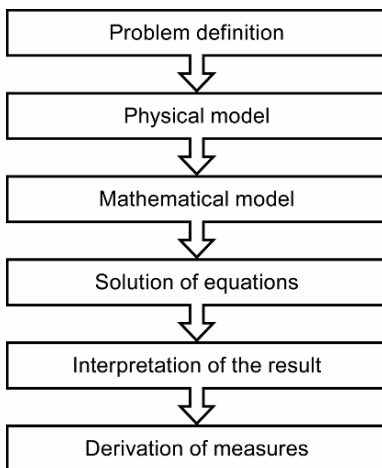 Problem definition
Physical model
Mathematical model
Solution of equations
Interpretation of the result
Derivation of measures